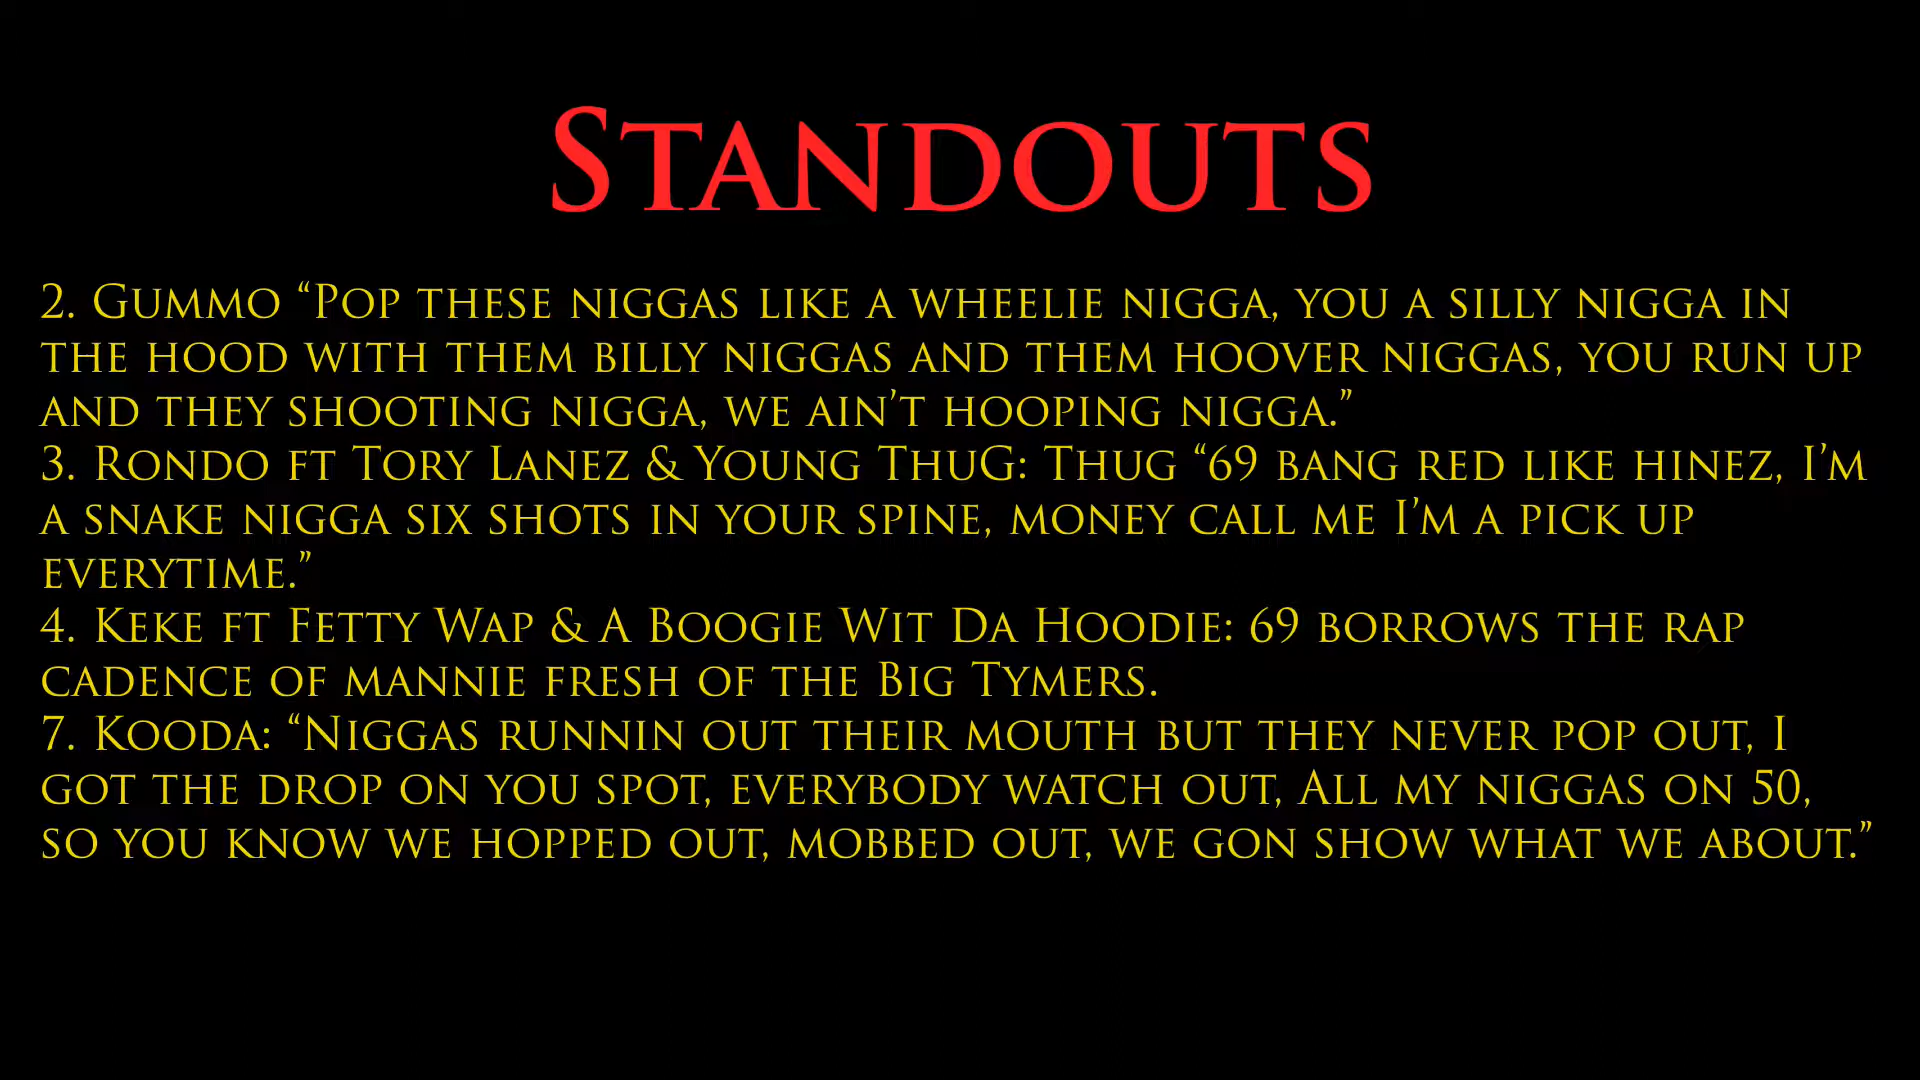 Standouts
2. Gummo “Pop these niggas like a wheelie nigga, you a silly nigga in
the hood with them billy niggas and them hoover niggas, you run up
and they shooting nigga, we ain’t hooping nigga.”
3. Rondo ft Tory Lanez & Young ThuG: Thug “69 bang red like hinez, I’m
a snake nigga six shots in your spine, money call me I’m a pick up
everytime.”
4. Keke ft Fetty Wap & A Boogie Wit Da Hoodie: 69 borrows the rap
cadence of mannie fresh of the Big Tymers.
7. Kooda: “Niggas runnin out their mouth but they never pop out, I
got the drop on you spot, everybody watch out, All my niggas on 50,
so you know we hopped out, mobbed out, we gon show what we about.”